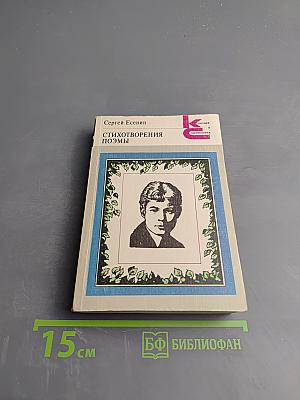 Сергей Есенин
СТИХОТВОРЕНИЯ
ПОЭМЫ
К
С
15 см
БФ БИБЛИОФАН